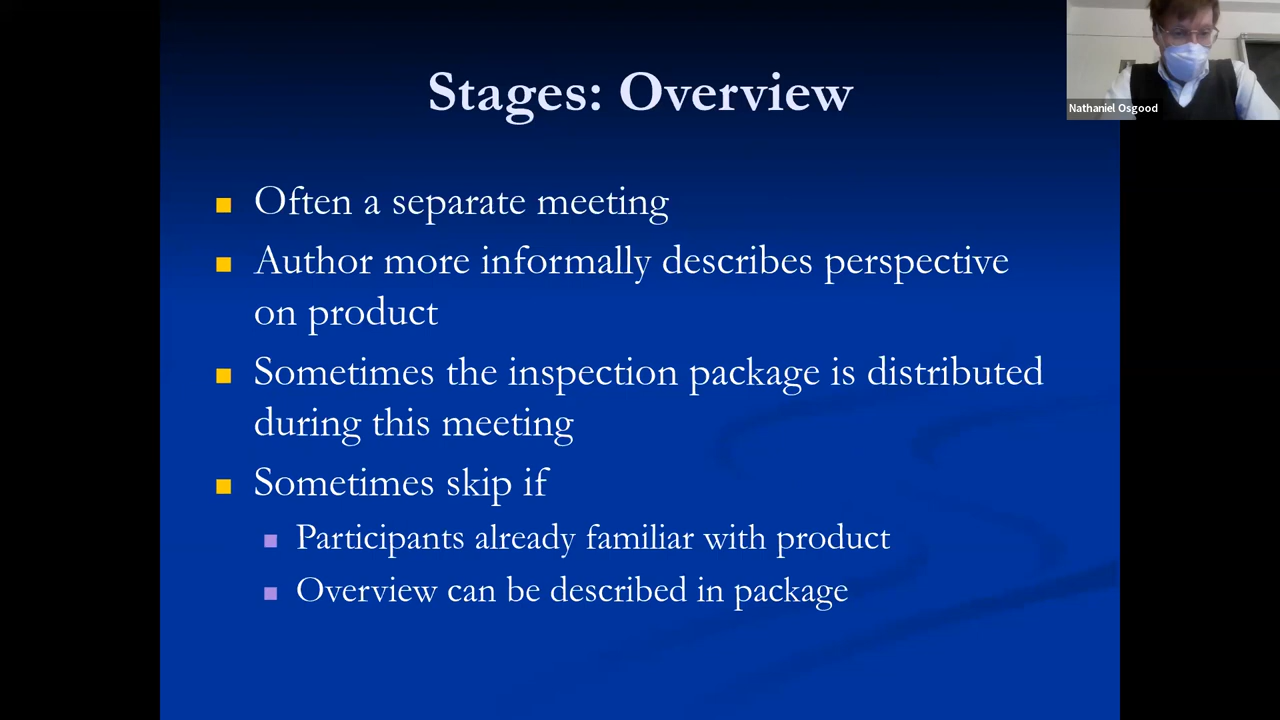 Stages: Overview
Nathaniel Osgood
Often a separate meeting
Author more informally describes perspective
on product
Sometimes the inspection package is distributed
during this meeting
Sometimes skip if
Participants already familiar with product
Overview can be described in package